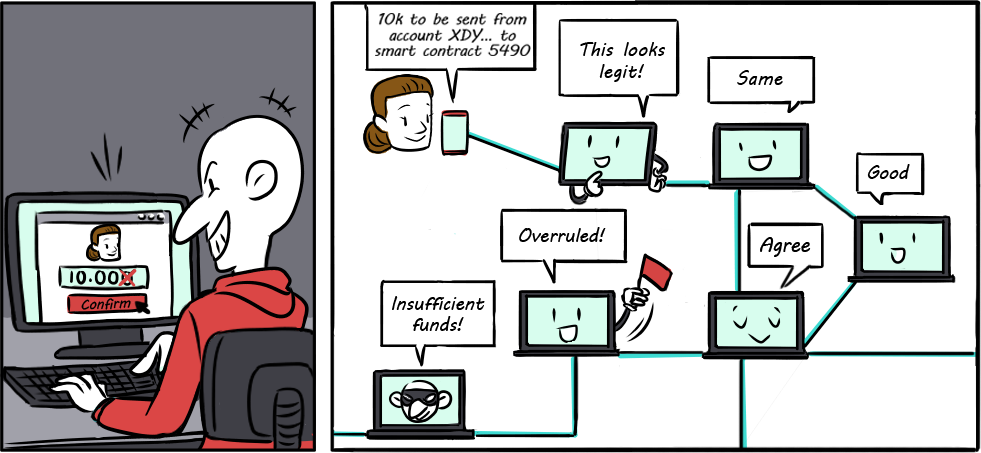 10.000
Confirm
10k to be sent from
account XDY... to
smart contract 5490
This looks
legit!
Same
Good
Overruled!
Agree
Insufficient
funds!